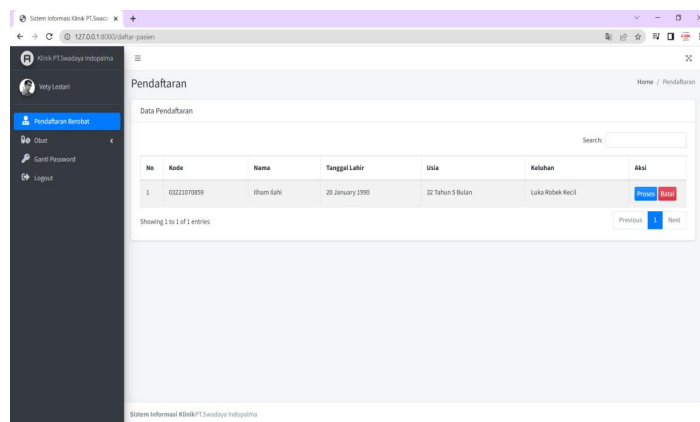 Sistem Informasi Klinik PT.Swada
127.0.0.1:8000/daftar-pasien
Klinik PT.Swadaya Indopalma
Vety Lestari
Pendaftaran Berobat
Obat
Ganti Password
Logout
Pendaftaran
Home / Pendaftaran
Data Pendaftaran
Search:
No Kode Nama Tanggal Lahir Usia Keluhan Aksi
1 03221070859 Ilham Ilahi 20 January 1990 32 Tahun 5 Bulan Luka Robek Kecil Proses Batal
Showing 1 to 1 of 1 entries
Previous 1 Next
Sistem Informasi Klinik PT.Swadaya Indopalma